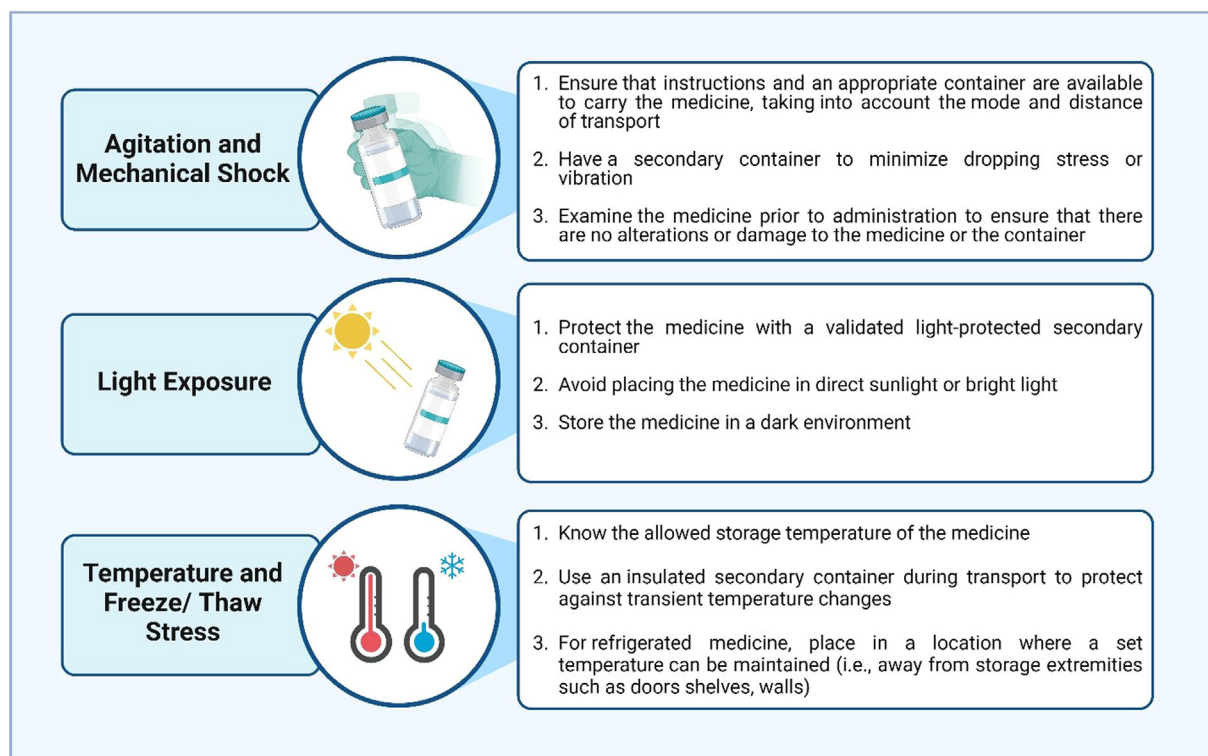 Agitation and
Mechanical Shock
1. Ensure that instructions and an appropriate container are available
to carry the medicine, taking into account the mode and distance
of transport
2. Have a secondary container to minimize dropping stress or
vibration
3. Examine the medicine prior to administration to ensure that there
are no alterations or damage to the medicine or the container
Light Exposure
1. Protect the medicine with a validated light-protected secondary
container
2. Avoid placing the medicine in direct sunlight or bright light
3. Store the medicine in a dark environment
Temperature and
Freeze/ Thaw
Stress
1. Know the allowed storage temperature of the medicine
2. Use an insulated secondary container during transport to protect
against transient temperature changes
3. For refrigerated medicine, place in a location where a set
temperature can be maintained (i.e., away from storage extremities
such as doors shelves, walls)